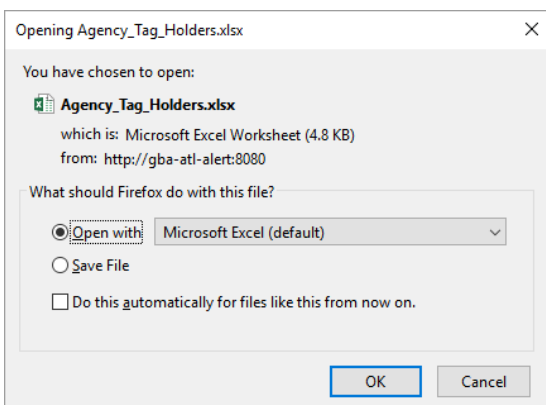 Opening Agency_Tag_Holders.xlsx
You have chosen to open:
Agency_Tag_Holders.xlsx
which is: Microsoft Excel Worksheet (4.8 KB)
from: http://gba-atl-alert:8080
What should Firefox do with this file?
Open with Microsoft Excel (default)
Save File
Do this automatically for files like this from now on.
OK Cancel